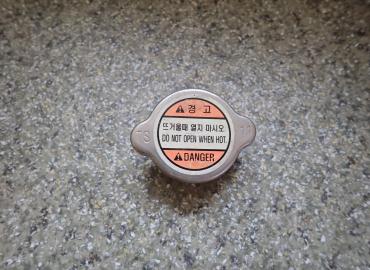 ⚠ 경 고
뜨거울때 열지 마시오
DO NOT OPEN WHEN HOT.
⚠ DANGER